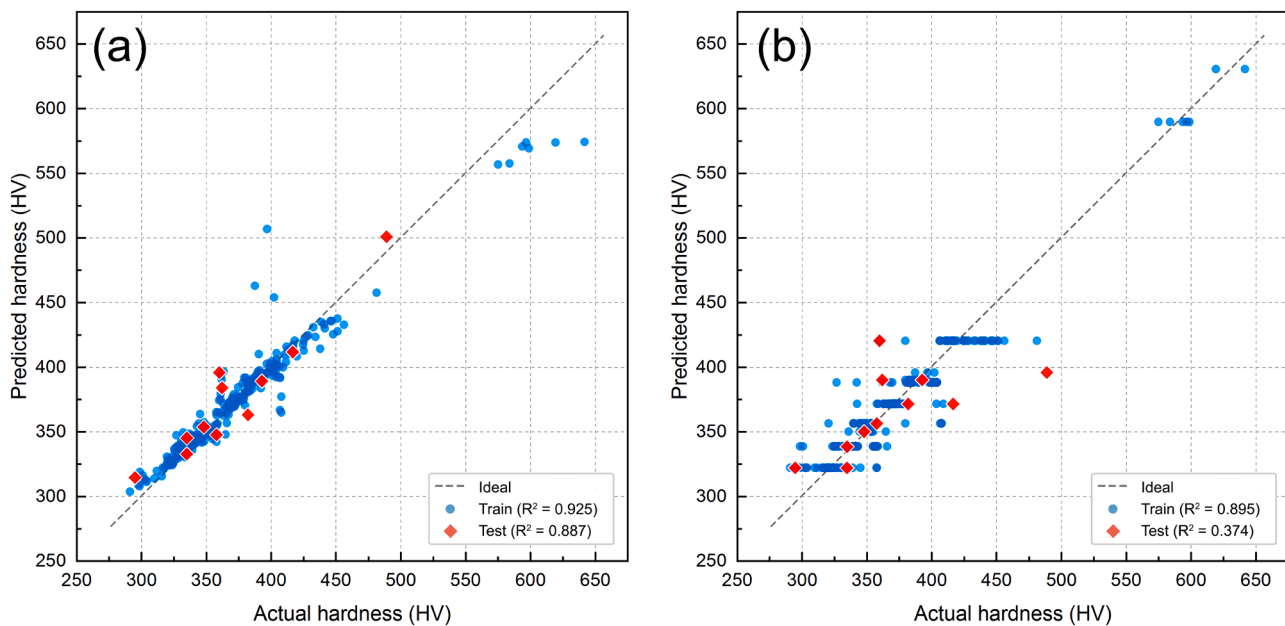 (a)
Predicted hardness (HV)
650
600
550
500
450
400
350
300
250
250 300 350 400 450 500 550 600 650
Actual hardness (HV)
Ideal
Train (R² = 0.925)
Test (R² = 0.887)
(b)
Predicted hardness (HV)
650
600
550
500
450
400
350
300
250
250 300 350 400 450 500 550 600 650
Actual hardness (HV)
Ideal
Train (R² = 0.895)
Test (R² = 0.374)